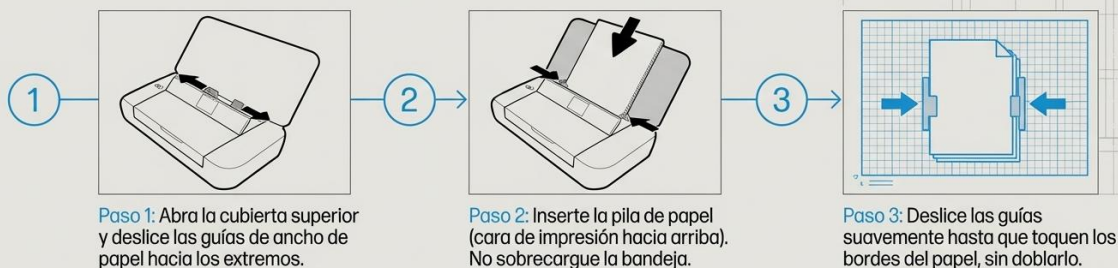 1
2
3
Paso 1: Abra la cubierta superior
y deslice las guías de ancho de
papel hacia los extremos.
Paso 2: Inserte la pila de papel
(cara de impresión hacia arriba).
No sobrecargue la bandeja.
Paso 3: Deslice las guías
suavemente hasta que toquen los
bordes del papel, sin doblarlo.